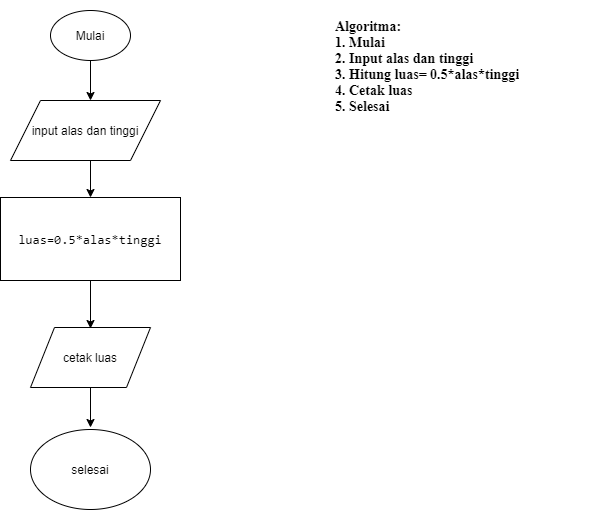 Mulai
input alas dan tinggi
luas=0.5*alas*tinggi
cetak luas
selesai
Algoritma:
1. Mulai
2. Input alas dan tinggi
3. Hitung luas= 0.5*alas*tinggi
4. Cetak luas
5. Selesai